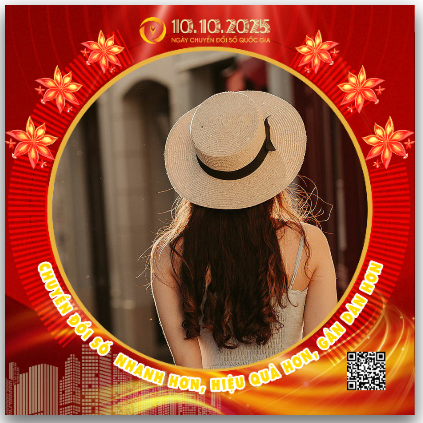 10.10.2025
NGÀY CHUYỂN ĐỔI SỐ QUỐC GIA
CHUYỂN ĐỔI SỐ NHANH HƠN, HIỆU QUẢ HƠN, GẦN DÂN HƠN